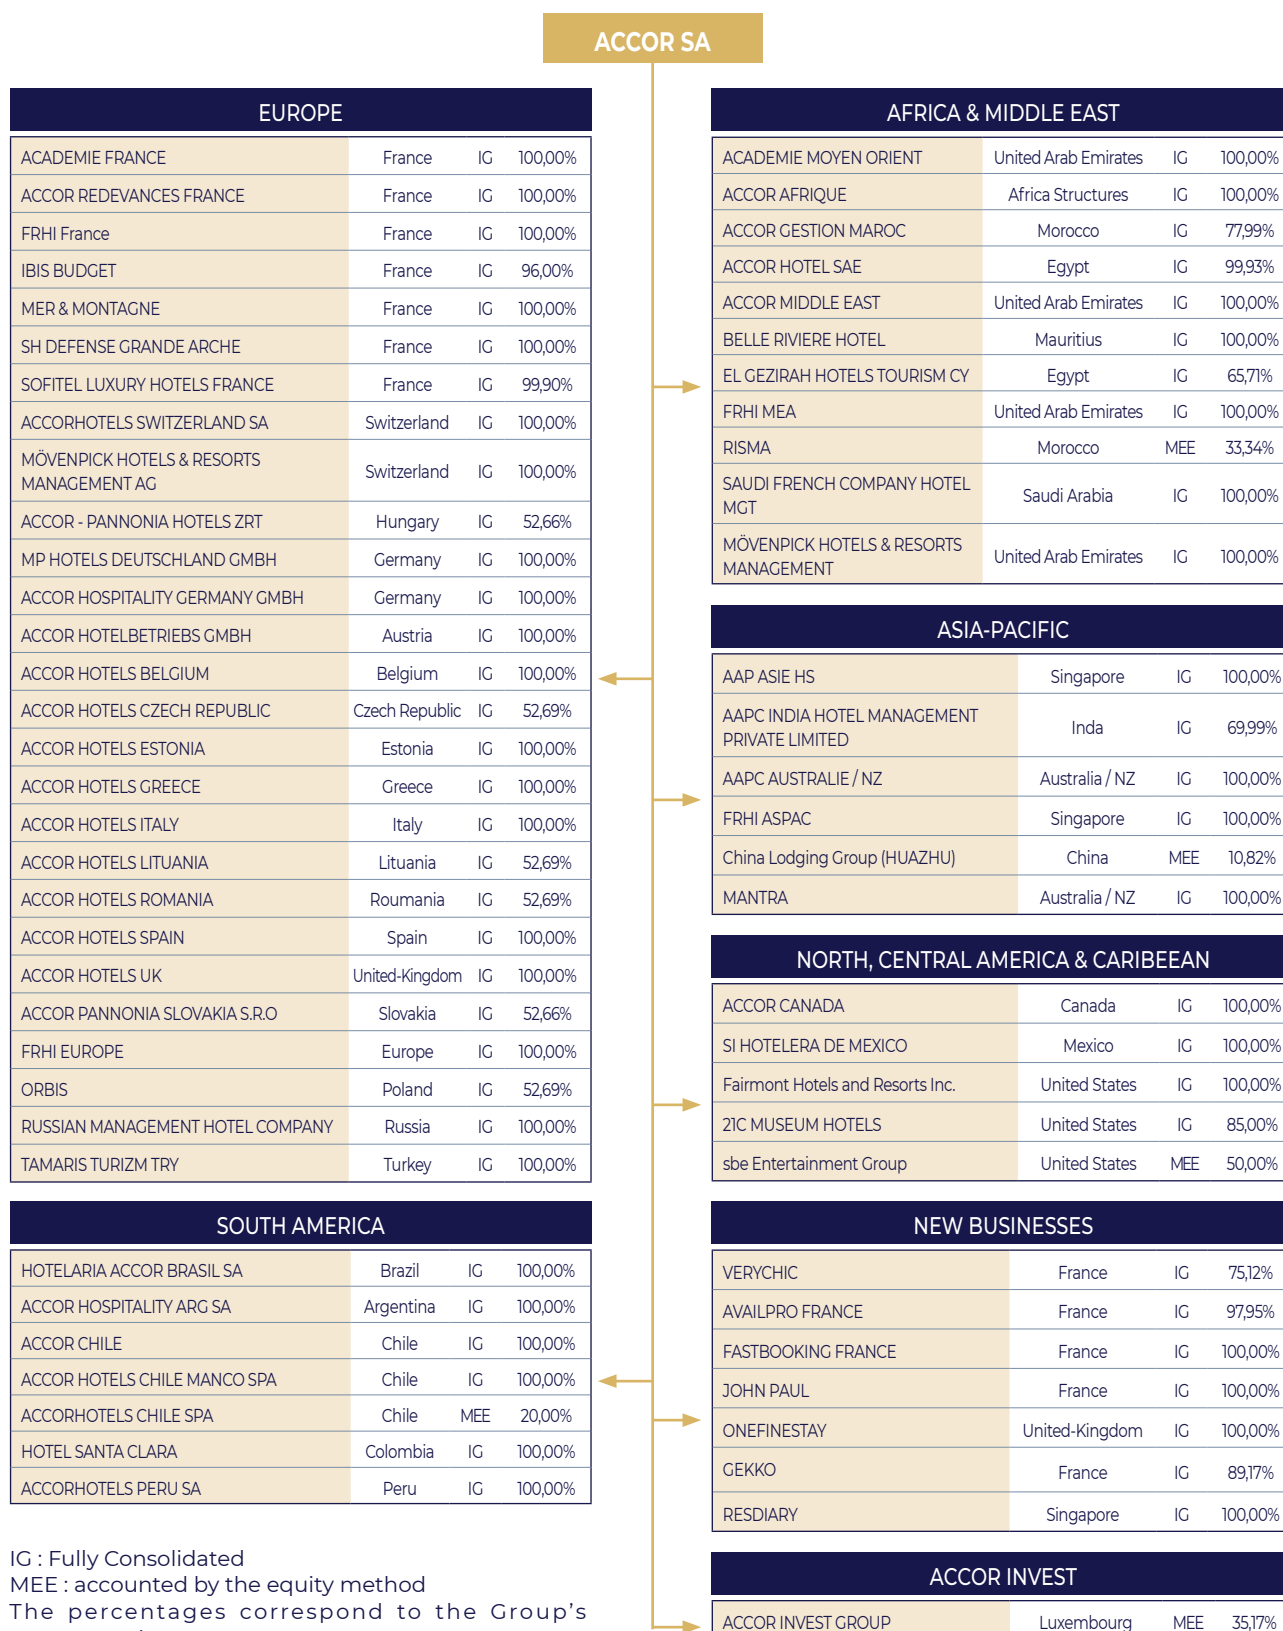 ACCOR SA
EUROPE
ACADEMIE FRANCE France IG 100,00%
ACCOR REDEVANCES FRANCE France IG 100,00%
FRHI France France IG 100,00%
IBIS BUDGET France IG 96,00%
MER & MONTAGNE France IG 100,00%
SH DEFENSE GRANDE ARCHE France IG 100,00%
SOFITEL LUXURY HOTELS FRANCE France IG 99,90%
ACCORHOTELS SWITZERLAND SA Switzerland IG 100,00%
MÖVENPICK HOTELS & RESORTS
MANAGEMENT AG Switzerland IG 100,00%
ACCOR - PANNONIA HOTELS ZRT Hungary IG 52,66%
MP HOTELS DEUTSCHLAND GMBH Germany IG 100,00%
ACCOR HOSPITALITY GERMANY GMBH Germany IG 100,00%
ACCOR HOTELBETRIEBS GMBH Austria IG 100,00%
ACCOR HOTELS BELGIUM Belgium IG 100,00%
ACCOR HOTELS CZECH REPUBLIC Czech Republic IG 52,69%
ACCOR HOTELS ESTONIA Estonia IG 100,00%
ACCOR HOTELS GREECE Greece IG 100,00%
ACCOR HOTELS ITALY Italy IG 100,00%
ACCOR HOTELS LITUANIA Lituania IG 52,69%
ACCOR HOTELS ROMANIA Roumania IG 52,69%
ACCOR HOTELS SPAIN Spain IG 100,00%
ACCOR HOTELS UK United-Kingdom IG 100,00%
ACCOR PANNONIA SLOVAKIA S.R.O Slovakia IG 52,66%
FRHI EUROPE Europe IG 100,00%
ORBIS Poland IG 52,69%
RUSSIAN MANAGEMENT HOTEL COMPANY Russia IG 100,00%
TAMARIS TURIZM TRY Turkey IG 100,00%
SOUTH AMERICA
HOTELARIA ACCOR BRASIL SA Brazil IG 100,00%
ACCOR HOSPITALITY ARG SA Argentina IG 100,00%
ACCOR CHILE Chile IG 100,00%
ACCOR HOTELS CHILE MANCO SPA Chile IG 100,00%
ACCORHOTELS CHILE SPA Chile MEE 20,00%
HOTEL SANTA CLARA Colombia IG 100,00%
ACCORHOTELS PERU SA Peru IG 100,00%
IG : Fully Consolidated
MEE : accounted by the equity method
The percentages correspond to the Group's
AFRICA & MIDDLE EAST
ACADEMIE MOYEN ORIENT United Arab Emirates IG 100,00%
ACCOR AFRIQUE Africa Structures IG 100,00%
ACCOR GESTION MAROC Morocco IG 77,99%
ACCOR HOTEL SAE Egypt IG 99,93%
ACCOR MIDDLE EAST United Arab Emirates IG 100,00%
BELLE RIVIERE HOTEL Mauritius IG 100,00%
EL GEZIRAH HOTELS TOURISM CY Egypt IG 65,71%
FRHI MEA United Arab Emirates IG 100,00%
RISMA Morocco MEE 33,34%
SAUDI FRENCH COMPANY HOTEL
MGT Saudi Arabia IG 100,00%
MÖVENPICK HOTELS & RESORTS
MANAGEMENT United Arab Emirates IG 100,00%
ASIA-PACIFIC
AAP ASIE HS Singapore IG 100,00%
AAPC INDIA HOTEL MANAGEMENT
PRIVATE LIMITED Inda IG 69,99%
AAPC AUSTRALIE / NZ Australia / NZ IG 100,00%
FRHI ASPAC Singapore IG 100,00%
China Lodging Group (HUAZHU) China MEE 10,82%
MANTRA Australia / NZ IG 100,00%
NORTH, CENTRAL AMERICA & CARIBEEAN
ACCOR CANADA Canada IG 100,00%
SI HOTELERA DE MEXICO Mexico IG 100,00%
Fairmont Hotels and Resorts Inc. United States IG 100,00%
21C MUSEUM HOTELS United States IG 85,00%
sbe Entertainment Group United States MEE 50,00%
NEW BUSINESSES
VERYCHIC France IG 75,12%
AVAILPRO FRANCE France IG 97,95%
FASTBOOKING FRANCE France IG 100,00%
JOHN PAUL France IG 100,00%
ONEFINESTAY United-Kingdom IG 100,00%
GEKKO France IG 89,17%
RESDIARY Singapore IG 100,00%
ACCOR INVEST
ACCOR INVEST GROUP Luxembourg MEE 35,17%